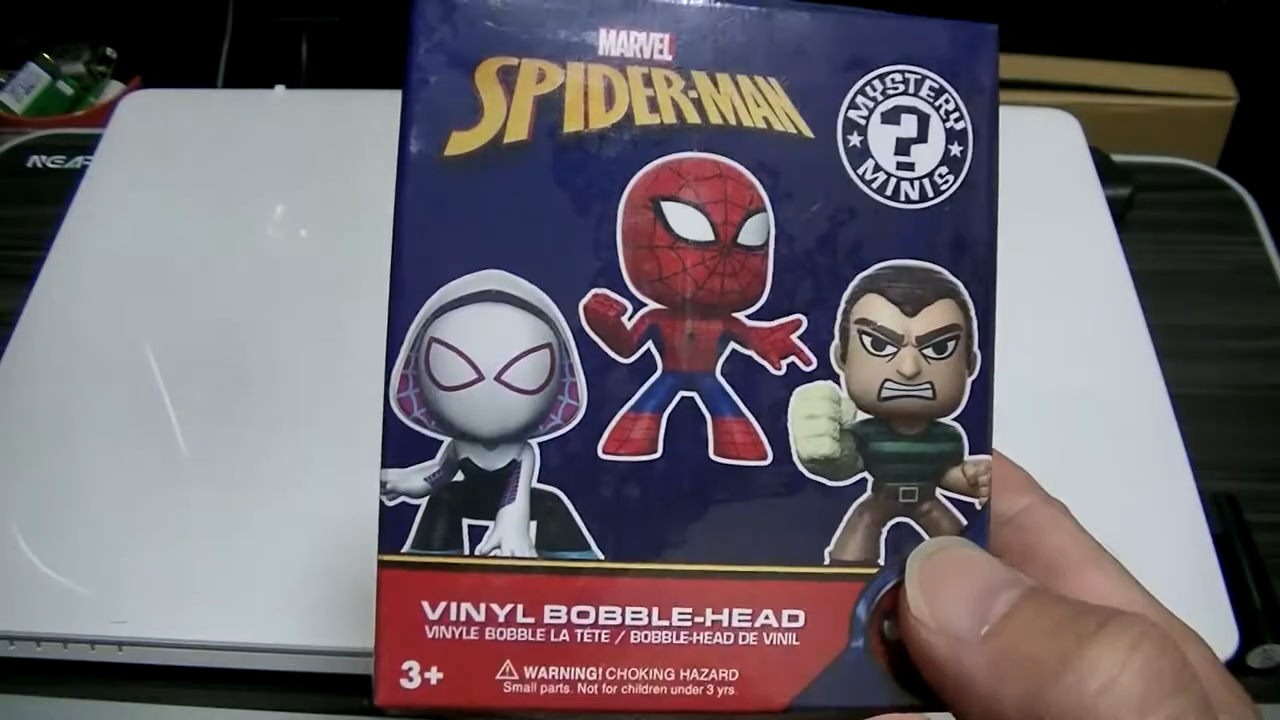 MARVEL
SPIDER-MAN
MYSTERY
?
MINIS
VINYL BOBBLE-HEAD
VINYLE BOBBLE LA TÉTE / BOBBLE-HEAD DE VINIL
3+
WARNING! CHOKING HAZARD
Small parts. Not for children under 3 yrs.